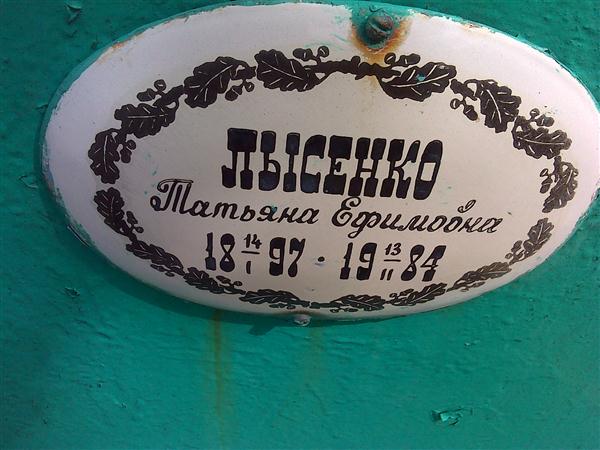 ЛЫСЕНКО
Татьяна Ефимовна
18 14/I 97 · 19 13/II 84